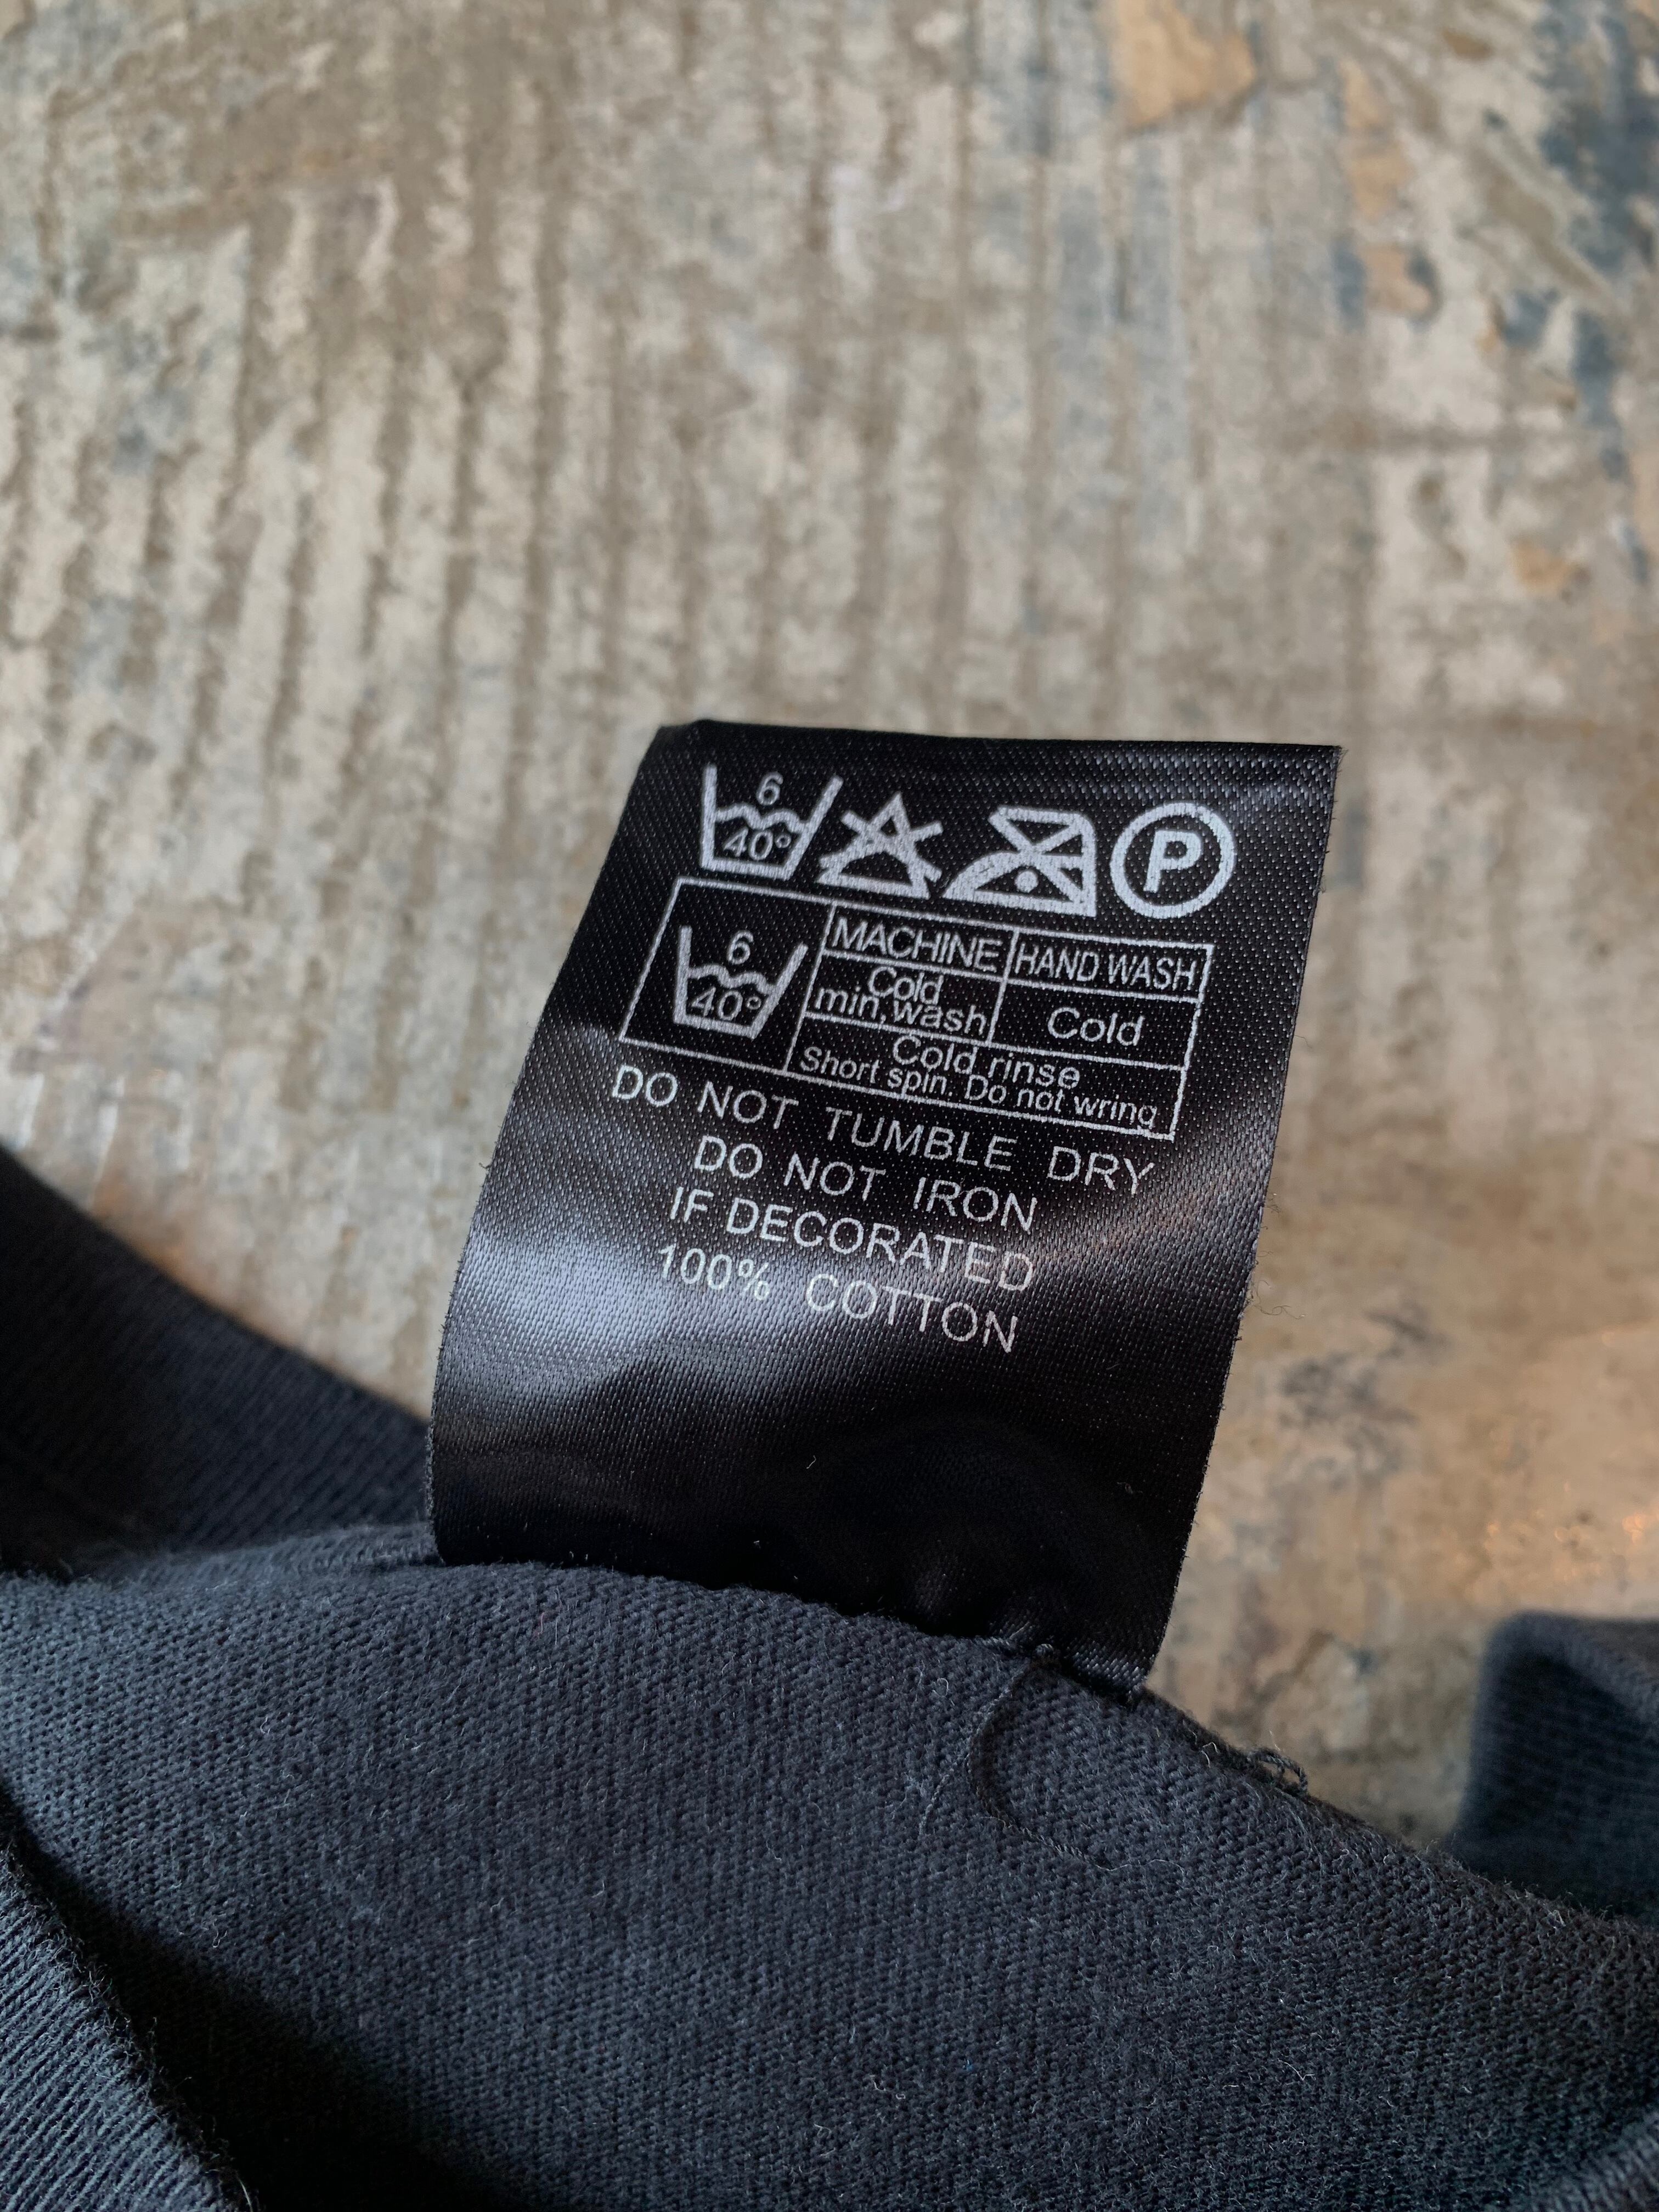 6
40°
P
6
40°
MACHINE
HAND WASH
Cold
min,wash
Cold
Cold rinse
Short spin. Do not wring
DO NOT TUMBLE DRY
DO NOT IRON
IF DECORATED
100% COTTON